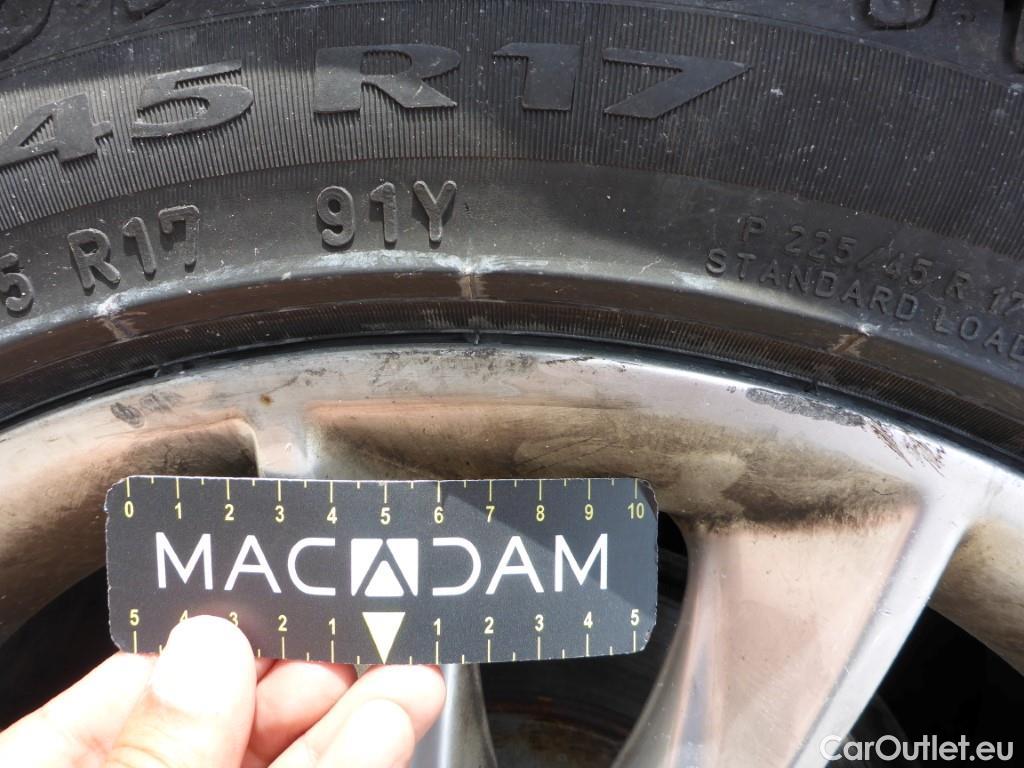 45 R17
5 R17 91Y
P 225/45 R 17
STANDARD LOAD
0 1 2 3 4 5 6 7 8 9 10
MACADAM
5 4 3 2 1 1 2 3 4 5
CarOutlet.eu